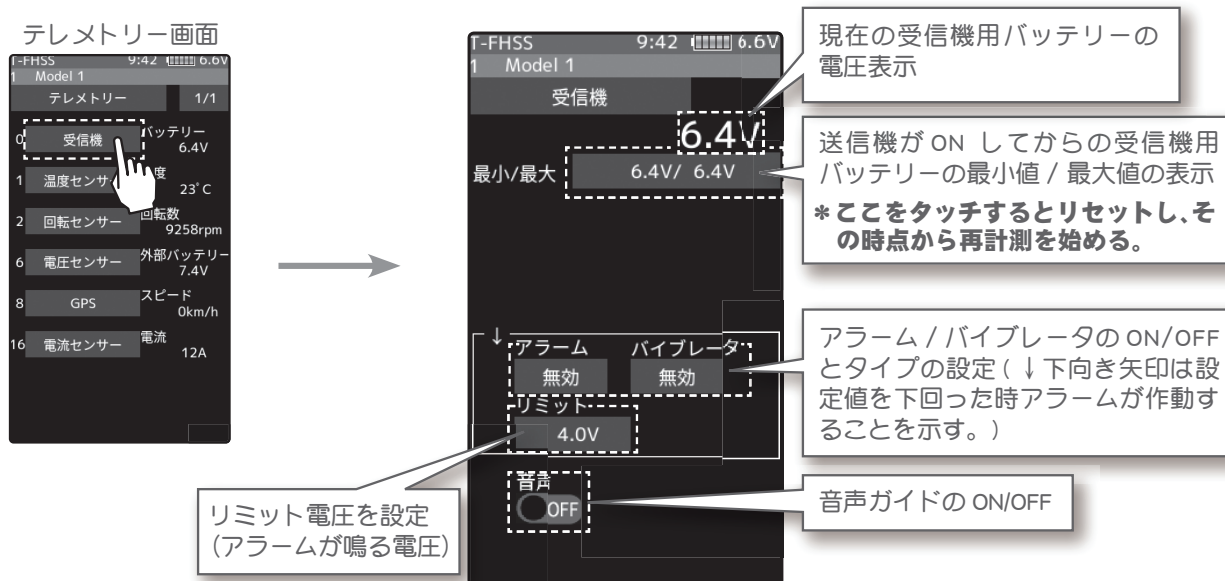 テレメトリー画面
T-FHSS 9:42 6.6V
1 Model 1
テレメトリー 1/1
0 受信機 バッテリー
6.4V
1 温度センサ 度
23°C
2 回転センサー 回転数
9258rpm
6 電圧センサー 外部バッテリー
7.4V
8 GPS スピード
0km/h
16 電流センサー 電流
12A
T-FHSS 9:42 6.6V
1 Model 1
受信機
6.4V
最小/最大 6.4V/ 6.4V
↓
アラーム バイブレータ
無効 無効
リミット
4.0V
音声
OFF
現在の受信機用バッテリーの
電圧表示
送信機が ON してからの受信機用
バッテリーの最小値 / 最大値の表示
＊ここをタッチするとリセットし、そ
の時点から再計測を始める。
アラーム / バイブレータの ON/OFF
とタイプの設定 ( ↓下向き矢印は設
定値を下回った時アラームが作動す
ることを示す。)
音声ガイドの ON/OFF
リミット電圧を設定
（アラームが鳴る電圧）